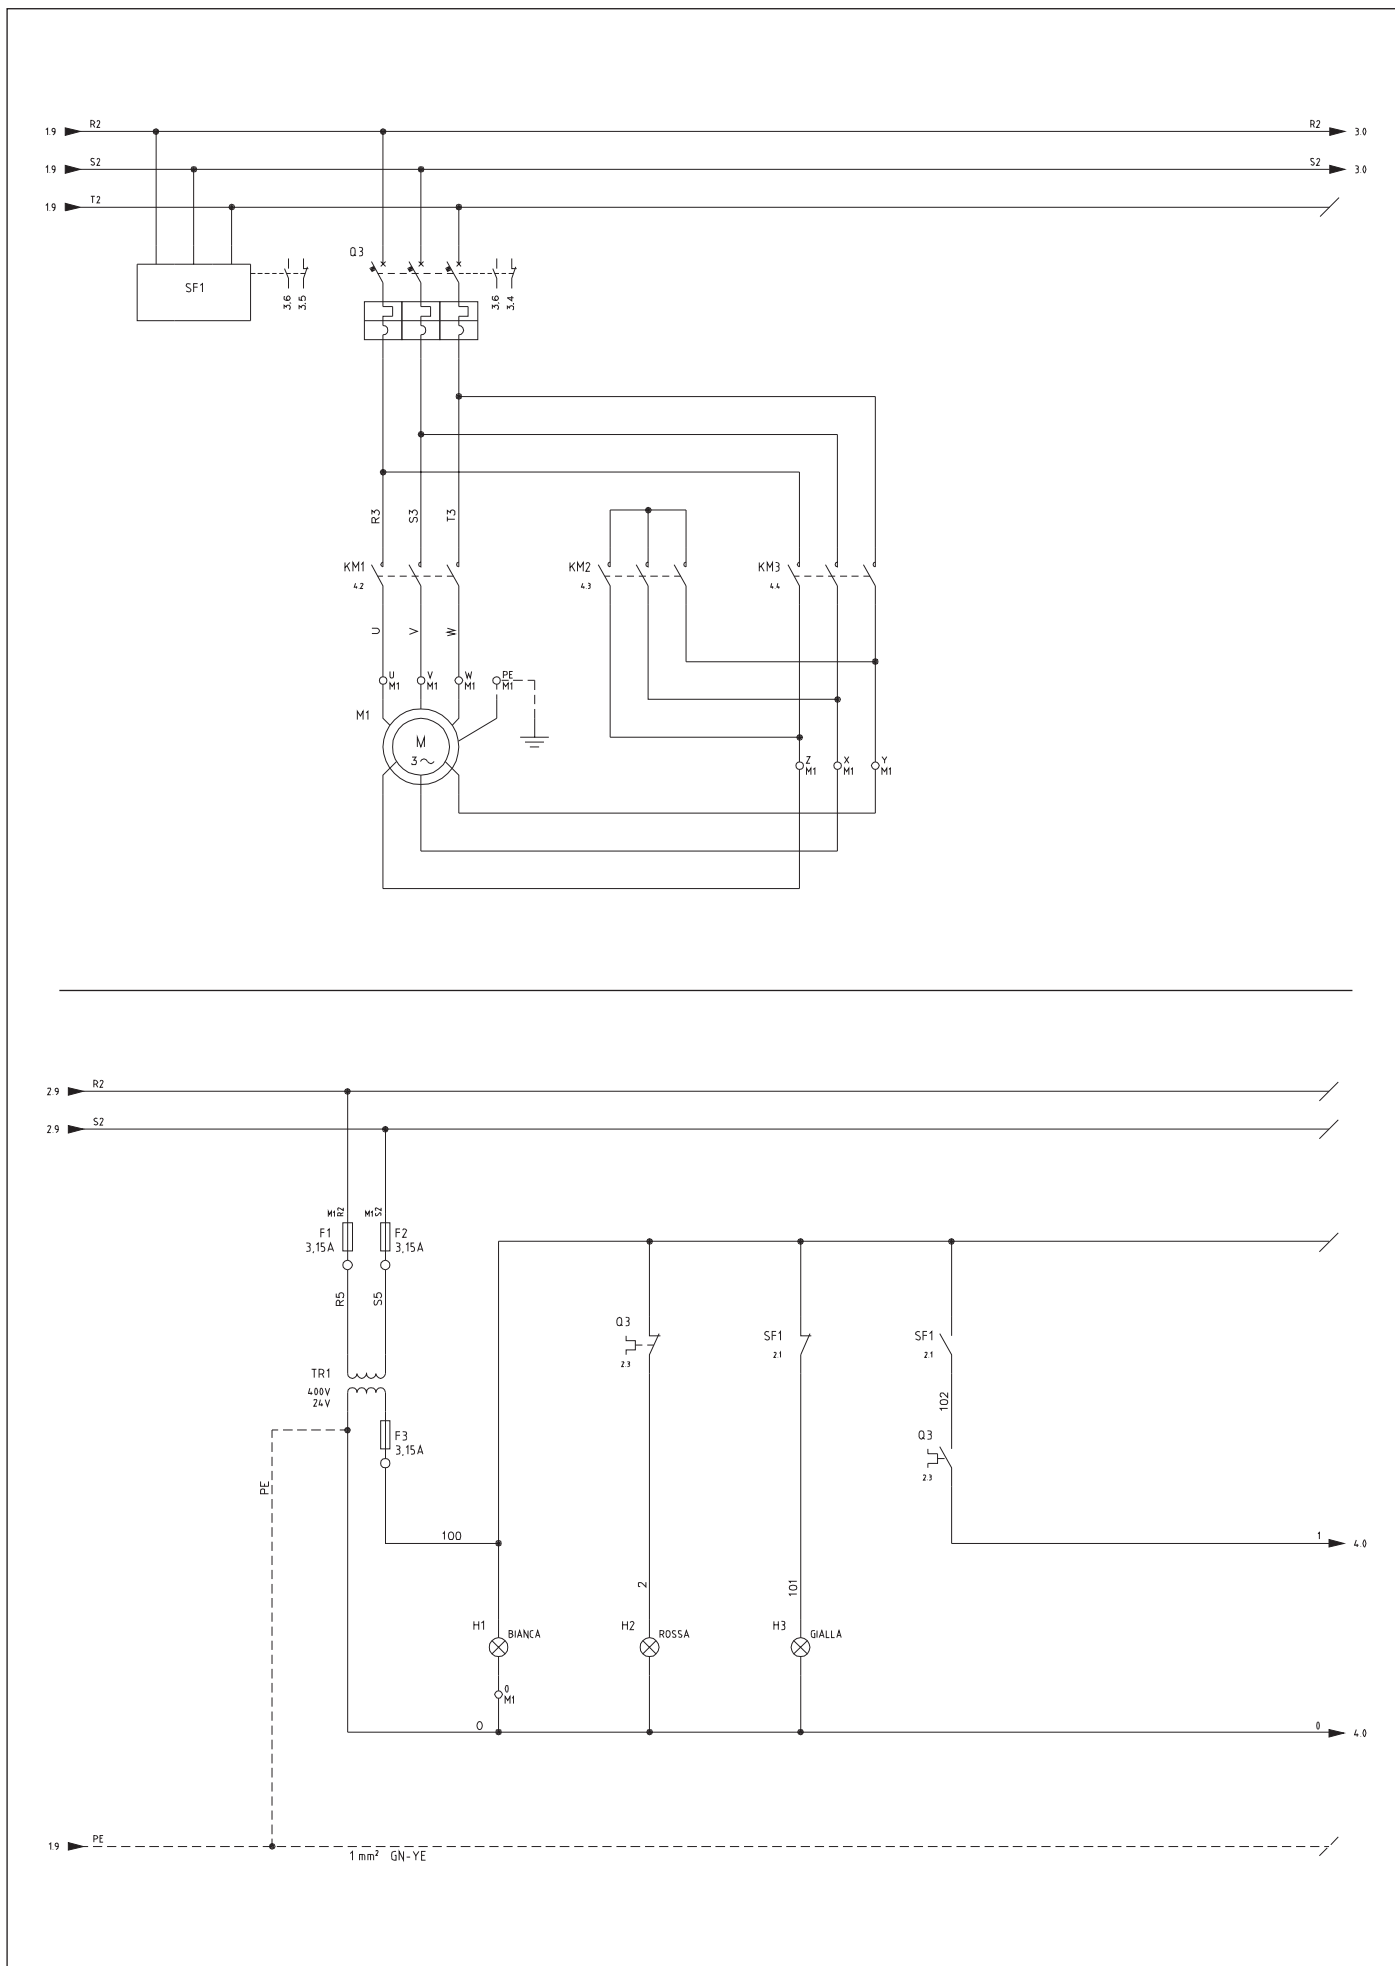 1.9 R2 R2 3.0
1.9 S2 S2 3.0
1.9 T2
Q3
SF1
3.6
3.5
3.6
3.4
R3
S3
T3
KM1
4.2
KM2
4.3
KM3
4.4
U
V
W
U
M1
V
M1
W
M1
PE
M1
M1
M
3
Z
M1
X
M1
Y
M1
2.9 R2
2.9 S2
M1 R2
M1 S2
F1
3,15A
F2
3,15A
R5
S5
Q3
2.3
SF1
2.1
SF1
2.1
TR1
400V
24V
102
F3
3,15A
Q3
2.3
PE
100
1 4.0
2
101
H1
BIANCA
H2
ROSSA
H3
GIALLA
0
M1
0
0 4.0
1.9 PE
1 mm² GN-YE